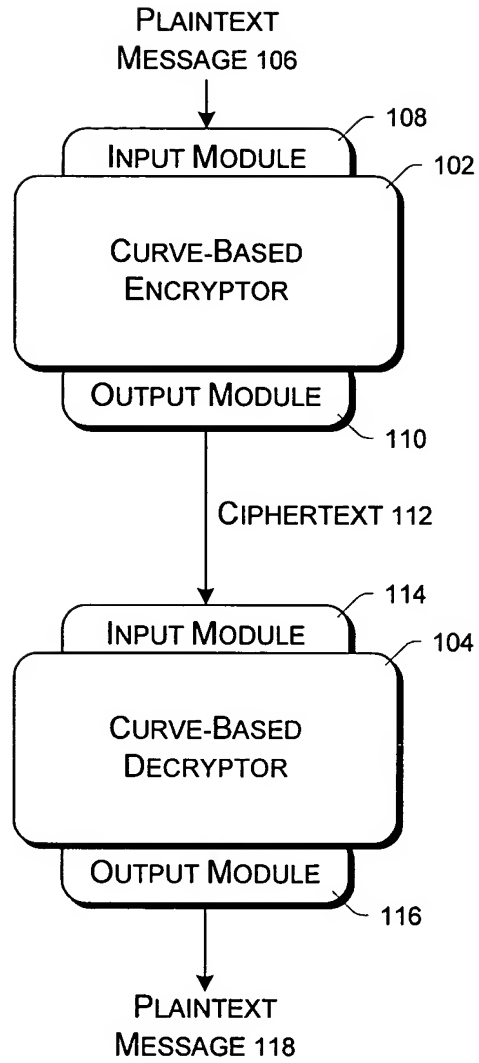 PLAINTEXT
MESSAGE 106
108
INPUT MODULE
102
CURVE-BASED
ENCRYPTOR
OUTPUT MODULE
110
CIPHERTEXT 112
114
INPUT MODULE
104
CURVE-BASED
DECRYPTOR
OUTPUT MODULE
116
PLAINTEXT
MESSAGE 118